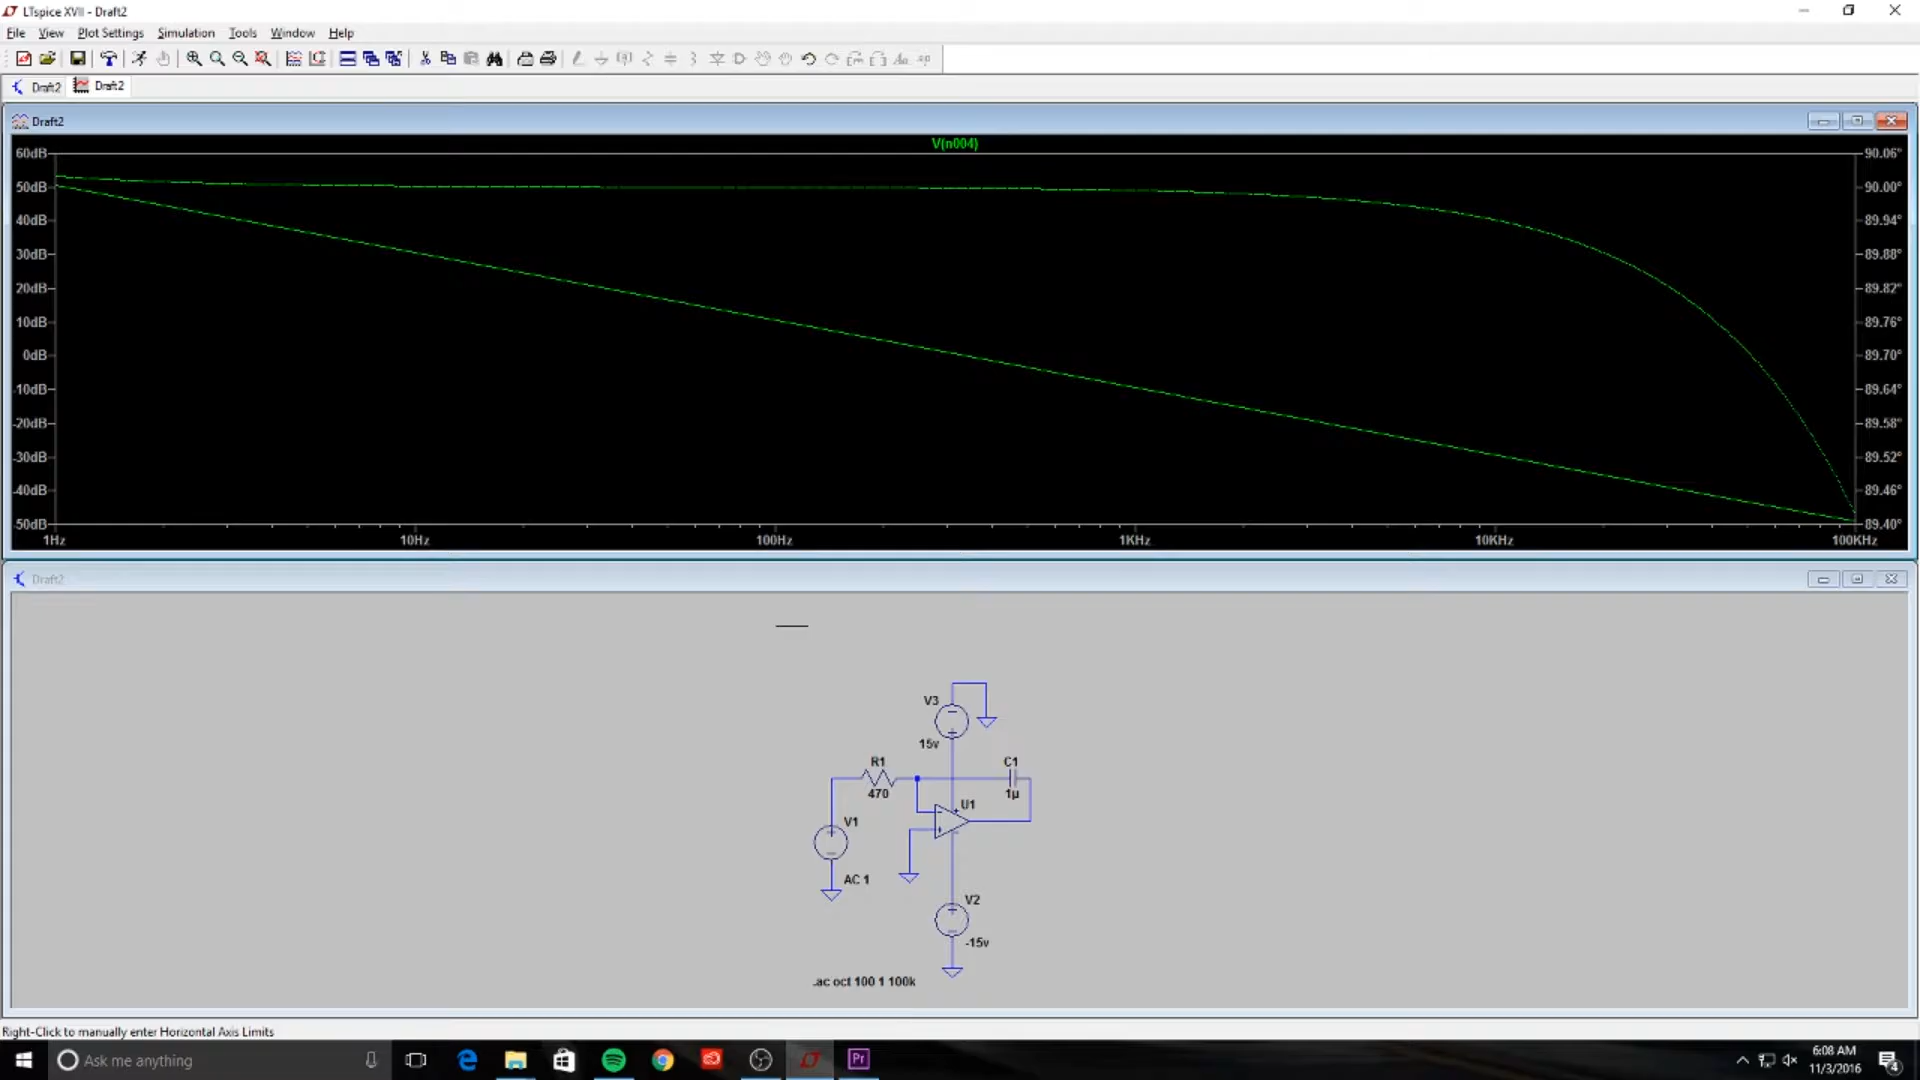 LTspice XVII - Draft2
File View Plot Settings Simulation Tools Window Help
Draft2 Draft2
Draft2
V(n004)
60dB 90.06°
50dB 90.00°
40dB 89.94°
30dB 89.88°
20dB 89.82°
10dB 89.76°
0dB 89.70°
-10dB 89.64°
-20dB 89.58°
-30dB 89.52°
-40dB 89.46°
-50dB 89.40°
1Hz 10Hz 100Hz 1KHz 10KHz 100KHz
Draft2
V3
15v
R1 C1
470 1µ
U1
V1
AC 1
V2
-15v
.ac oct 100 1 100k
Right-Click to manually enter Horizontal Axis Limits
Ask me anything
Pr
6:08 AM
11/3/2016
4